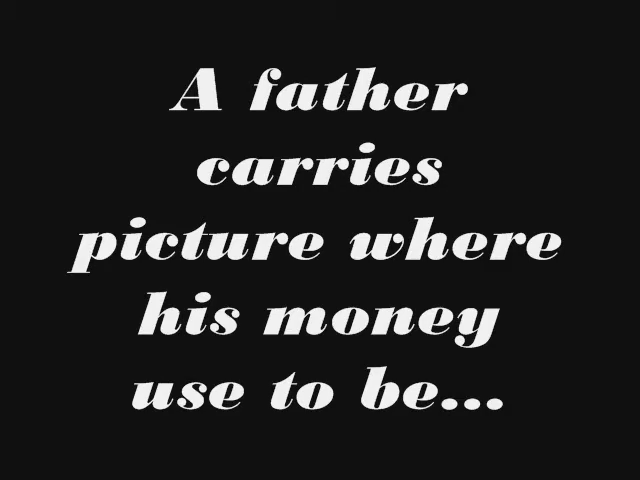 A father
carries
picture where
his money
use to be...